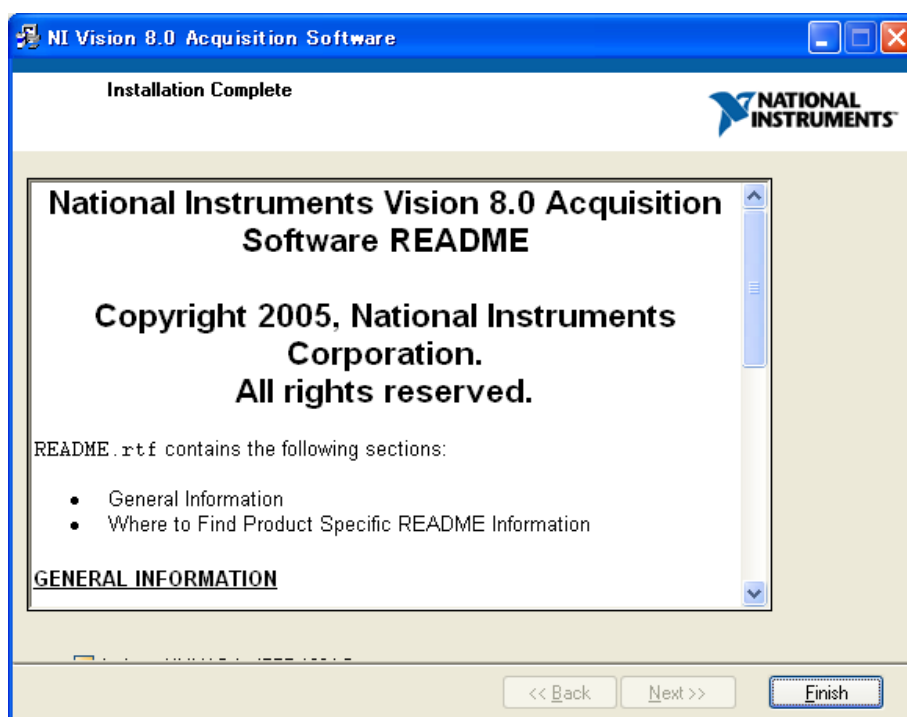 NI Vision 8.0 Acquisition Software
Installation Complete
NATIONAL
INSTRUMENTS
National Instruments Vision 8.0 Acquisition
Software README
Copyright 2005, National Instruments
Corporation.
All rights reserved.
README.rtf contains the following sections:
• General Information
• Where to Find Product Specific README Information
GENERAL INFORMATION
<< Back
Next >>
Finish